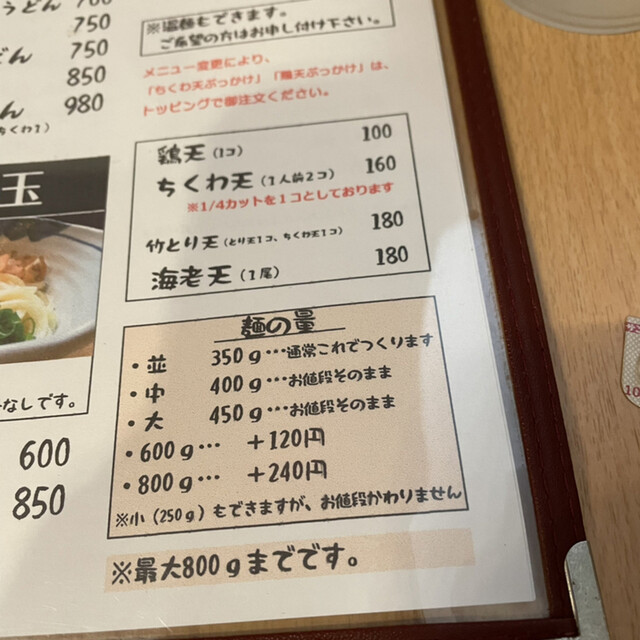 うどん 700
750
どん 750
850
ん 980
ちくわ1)
玉
なしです。
600
850
※温麺もできます。
ご希望の方はお申し付け下さい。
メニュー変更により、
「ちくわ天ぶっかけ」「鶏天ぶっかけ」は、
トッピングで御注文ください。
鶏天(1コ) 100
ちくわ天(1人前2コ) 160
※1/4カットを1コとしております
竹とり天(とり天1コ、ちくわ天1コ) 180
海老天(1尾) 180
麺の量
・並 350g…通常これでつくります
・中 400g…お値段そのまま
・大 450g…お値段そのまま
・600g… +120円
・800g… +240円
※小(250g)もできますが、お値段かわりません
※最大800gまでです。
10